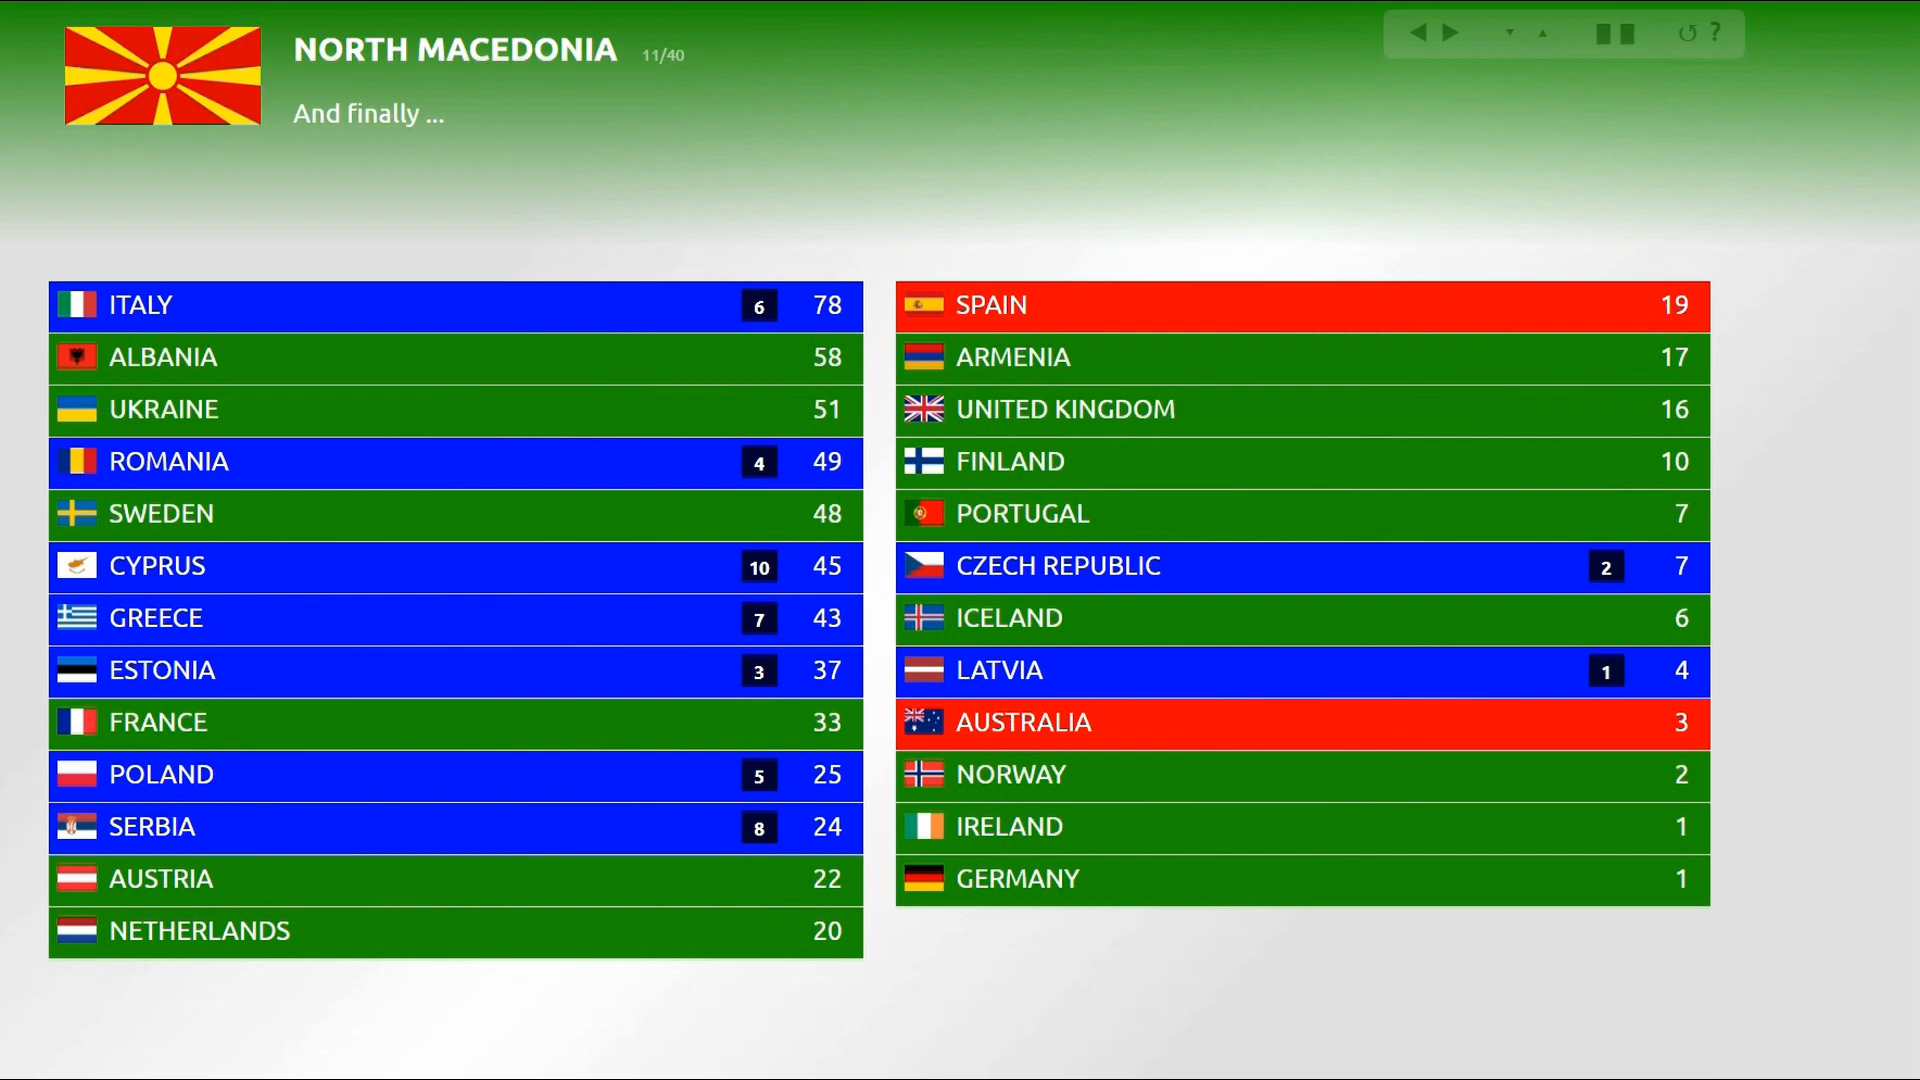 NORTH MACEDONIA 11/40
?
And finally ...
ITALY 6 78
ALBANIA 58
UKRAINE 51
ROMANIA 4 49
SWEDEN 48
CYPRUS 10 45
GREECE 7 43
ESTONIA 3 37
FRANCE 33
POLAND 5 25
SERBIA 8 24
AUSTRIA 22
NETHERLANDS 20
SPAIN 19
ARMENIA 17
UNITED KINGDOM 16
FINLAND 10
PORTUGAL 7
CZECH REPUBLIC 2 7
ICELAND 6
LATVIA 1 4
AUSTRALIA 3
NORWAY 2
IRELAND 1
GERMANY 1